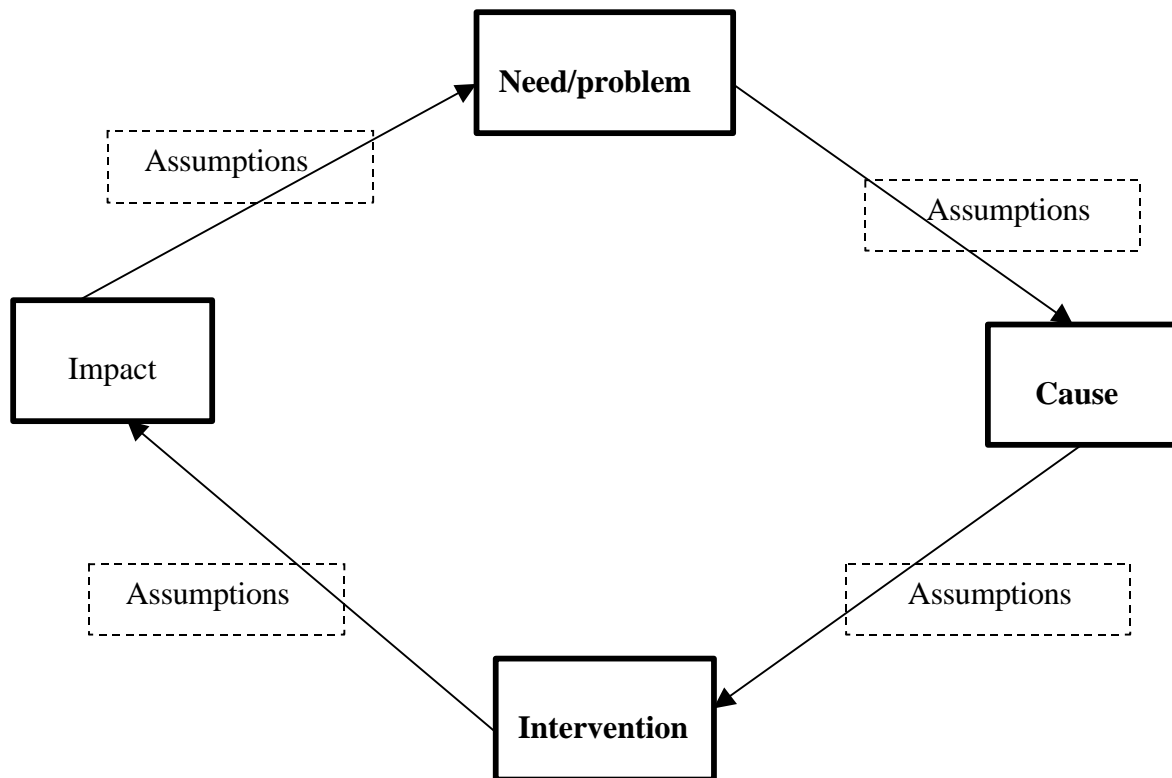 Need/problem
Assumptions
Assumptions
Impact
Cause
Assumptions
Assumptions
Intervention